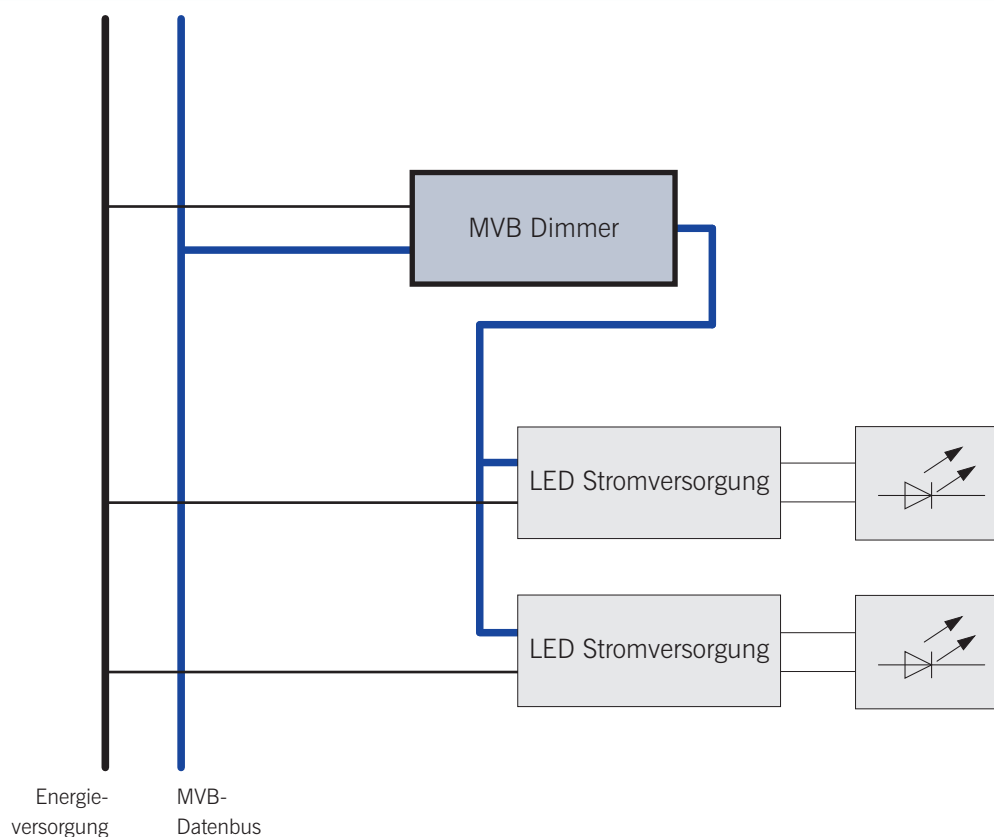 MVB Dimmer
LED Stromversorgung
LED Stromversorgung
Energie-
versorgung
MVB-
Datenbus